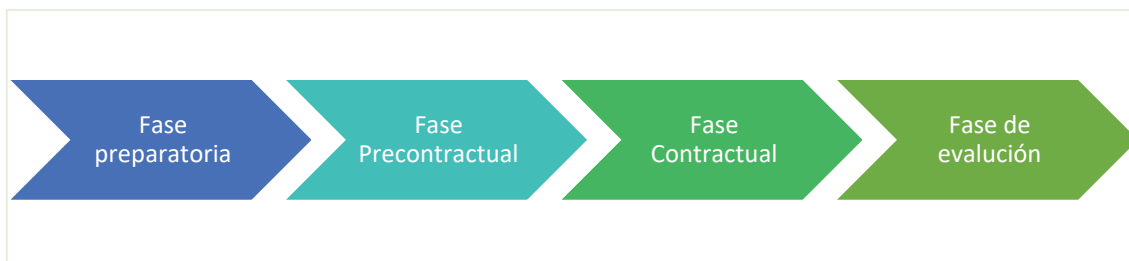 Fase
preparatoria
Fase
Precontractual
Fase
Contractual
Fase de
evalución